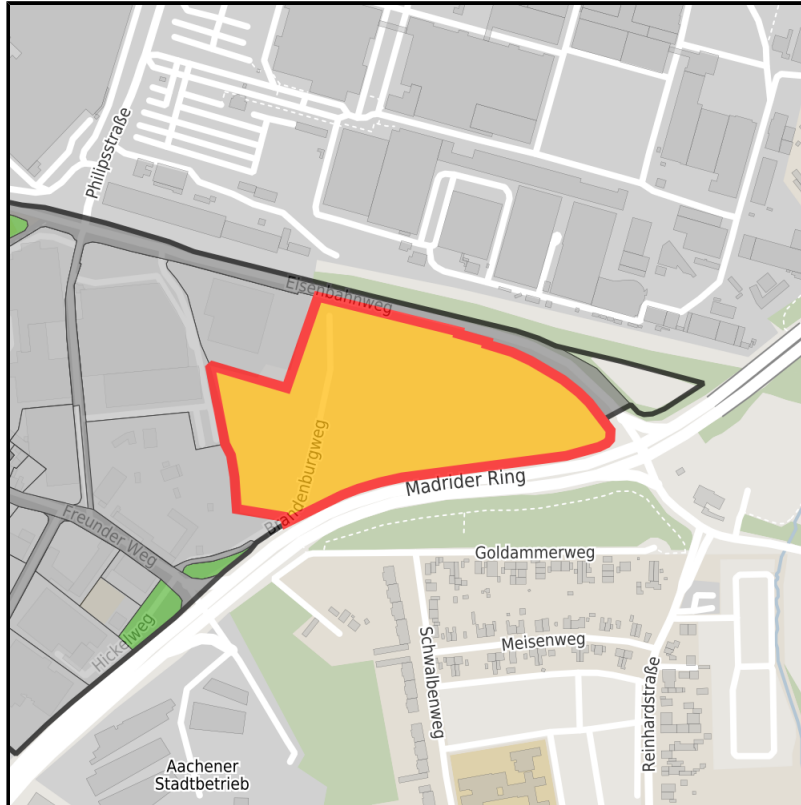 Philipsstraße
Eisenbahnweg
Brandenburgweg
Madrider Ring
Freunder Weg
Goldammerweg
Hickelweg
Schwalbenweg
Meisenweg
Reinhardstraße
Aachener
Stadtbetrieb